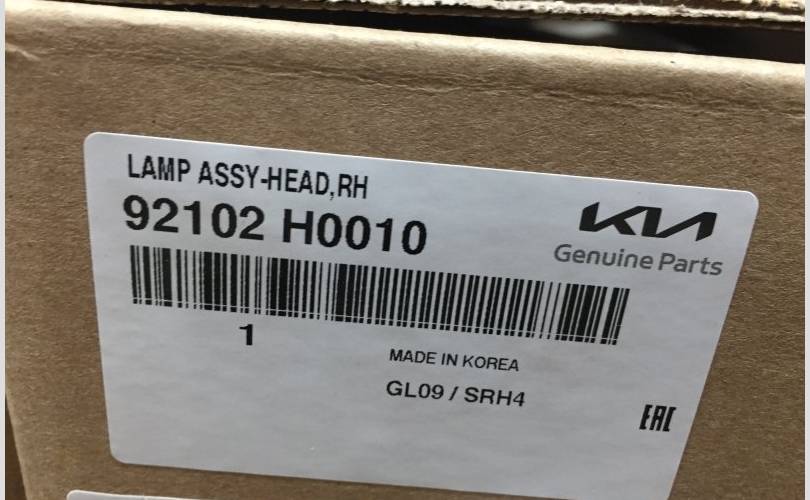 LAMP ASSY-HEAD,RH
92102 H0010
KIA
Genuine Parts
1
MADE IN KOREA
GL09 / SRH4
EAC